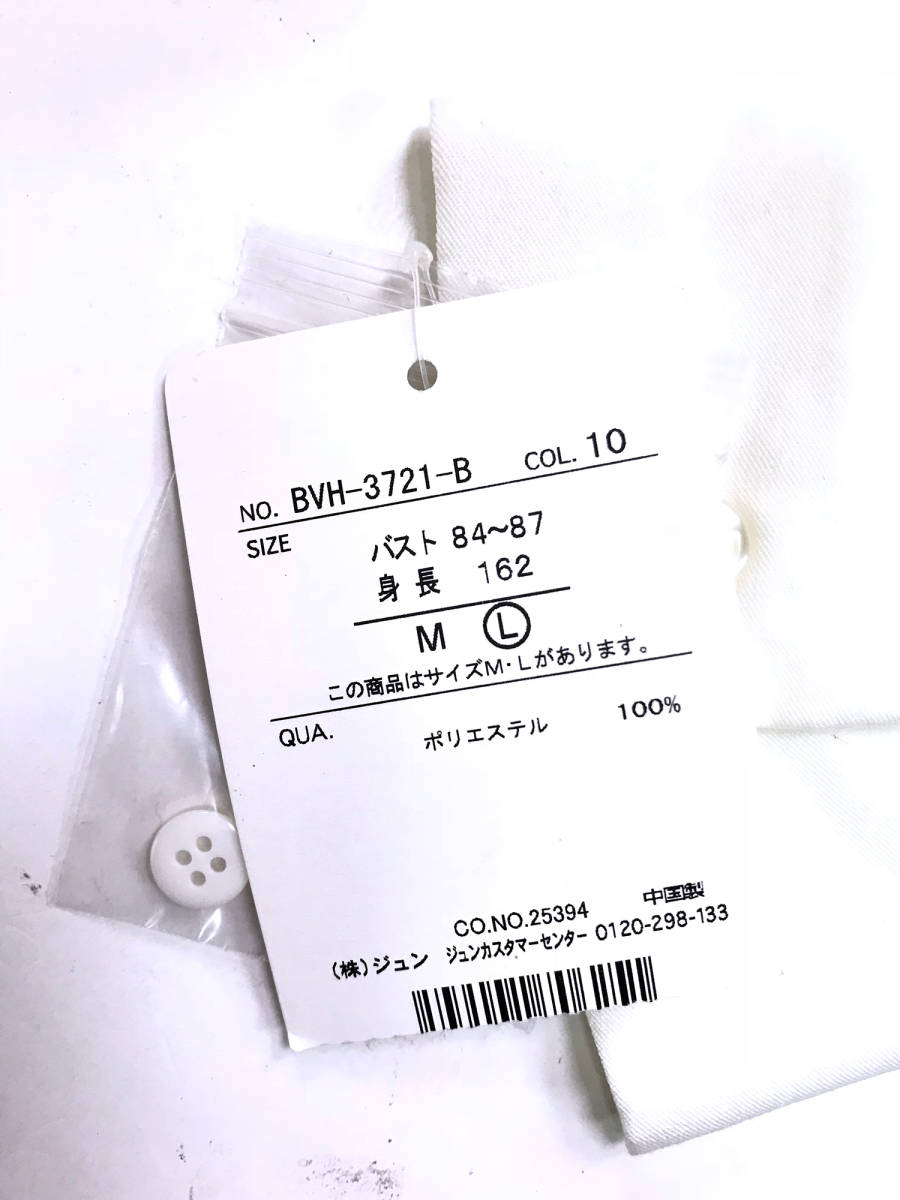 NO. BVH-3721-B COL. 10
SIZE バスト 84～87
身長 162
M Ⓛ
この商品はサイズM・Lがあります。
QUA. ポリエステル 100%
中国製
CO.NO.25394
(株)ジュン ジュンカスタマーセンター 0120-298-133